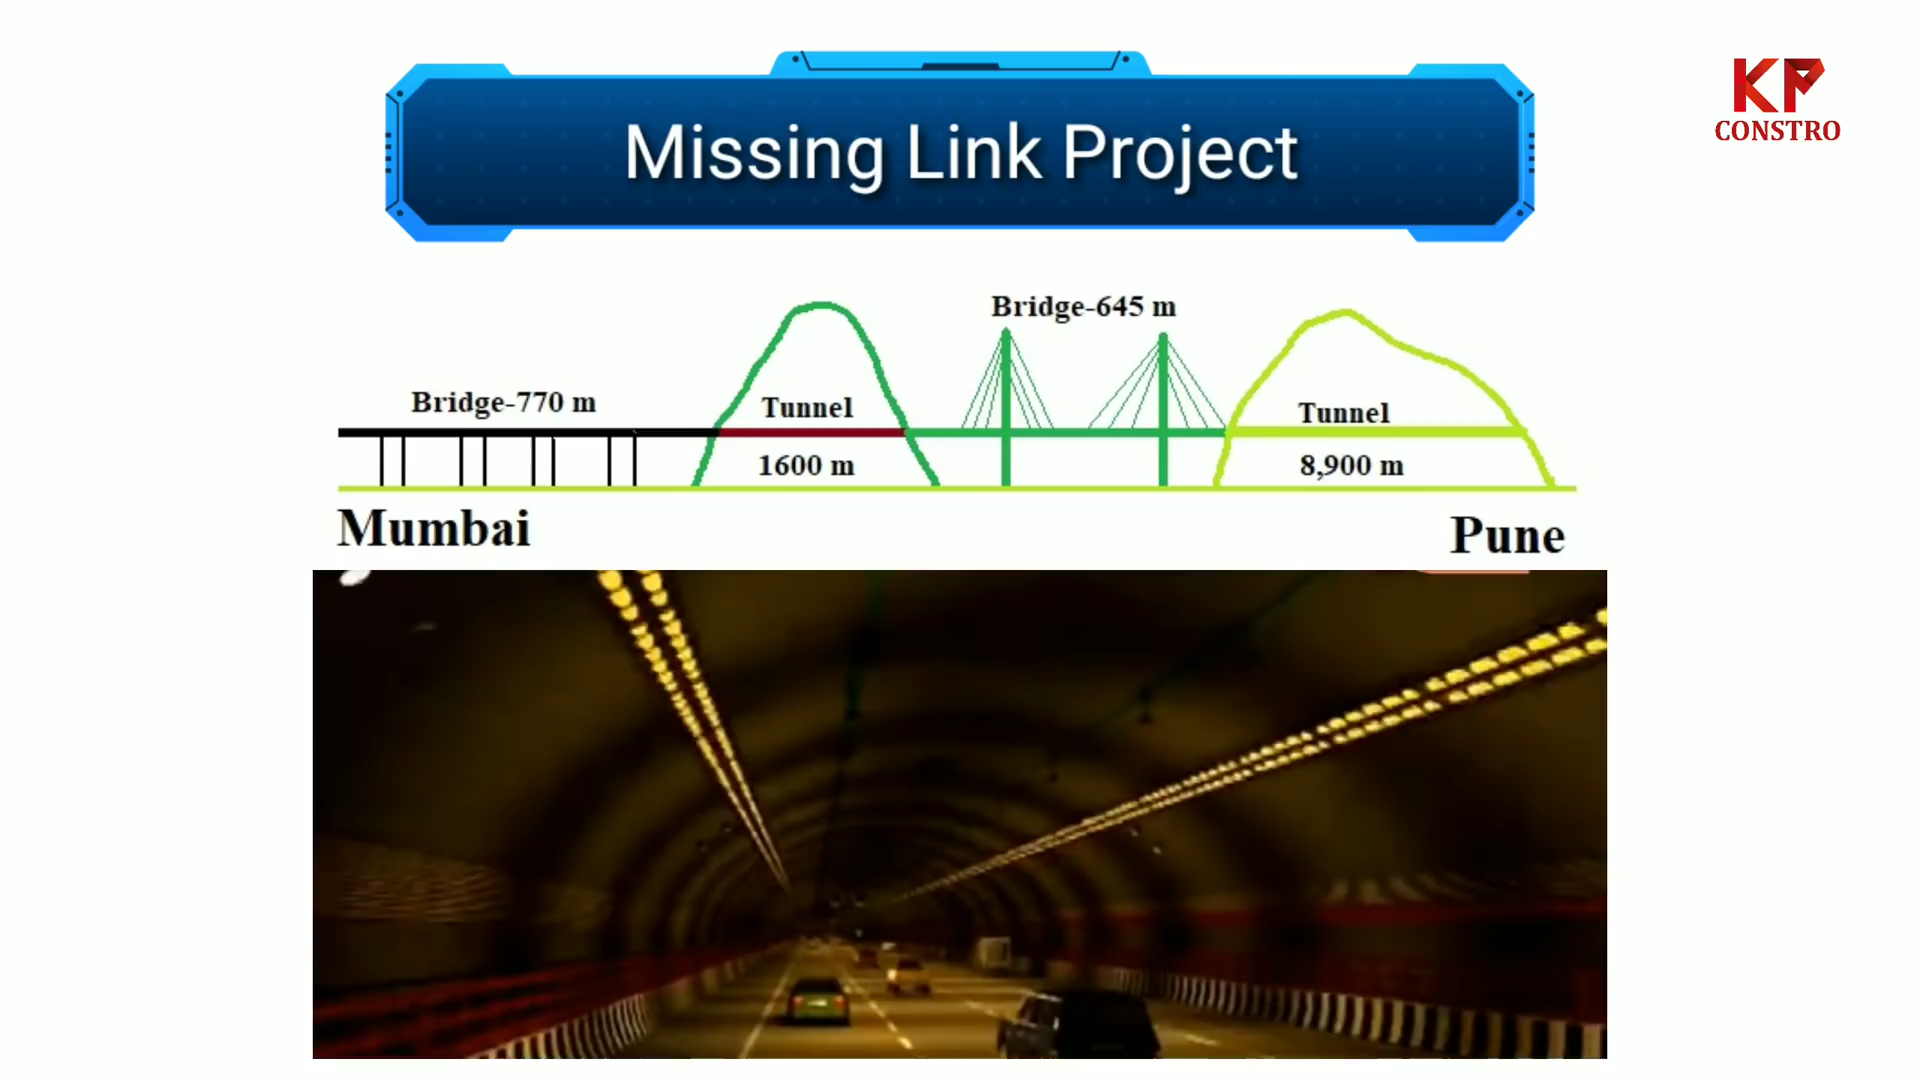 Missing Link Project
KP
CONSTRO
Bridge-645 m
Bridge-770 m
Tunnel
Tunnel
1600 m
8,900 m
Mumbai
Pune